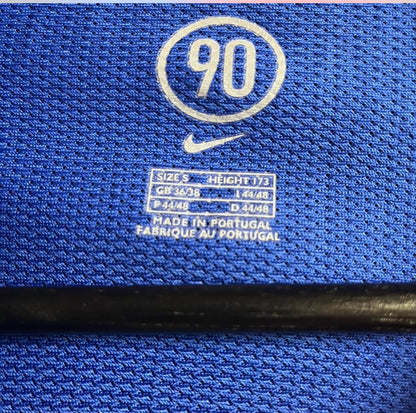 90
SIZE S HEIGHT 173
GB 36/38 I 44/48
P 44/48 D 44/48
MADE IN PORTUGAL
FABRIQUE AU PORTUGAL